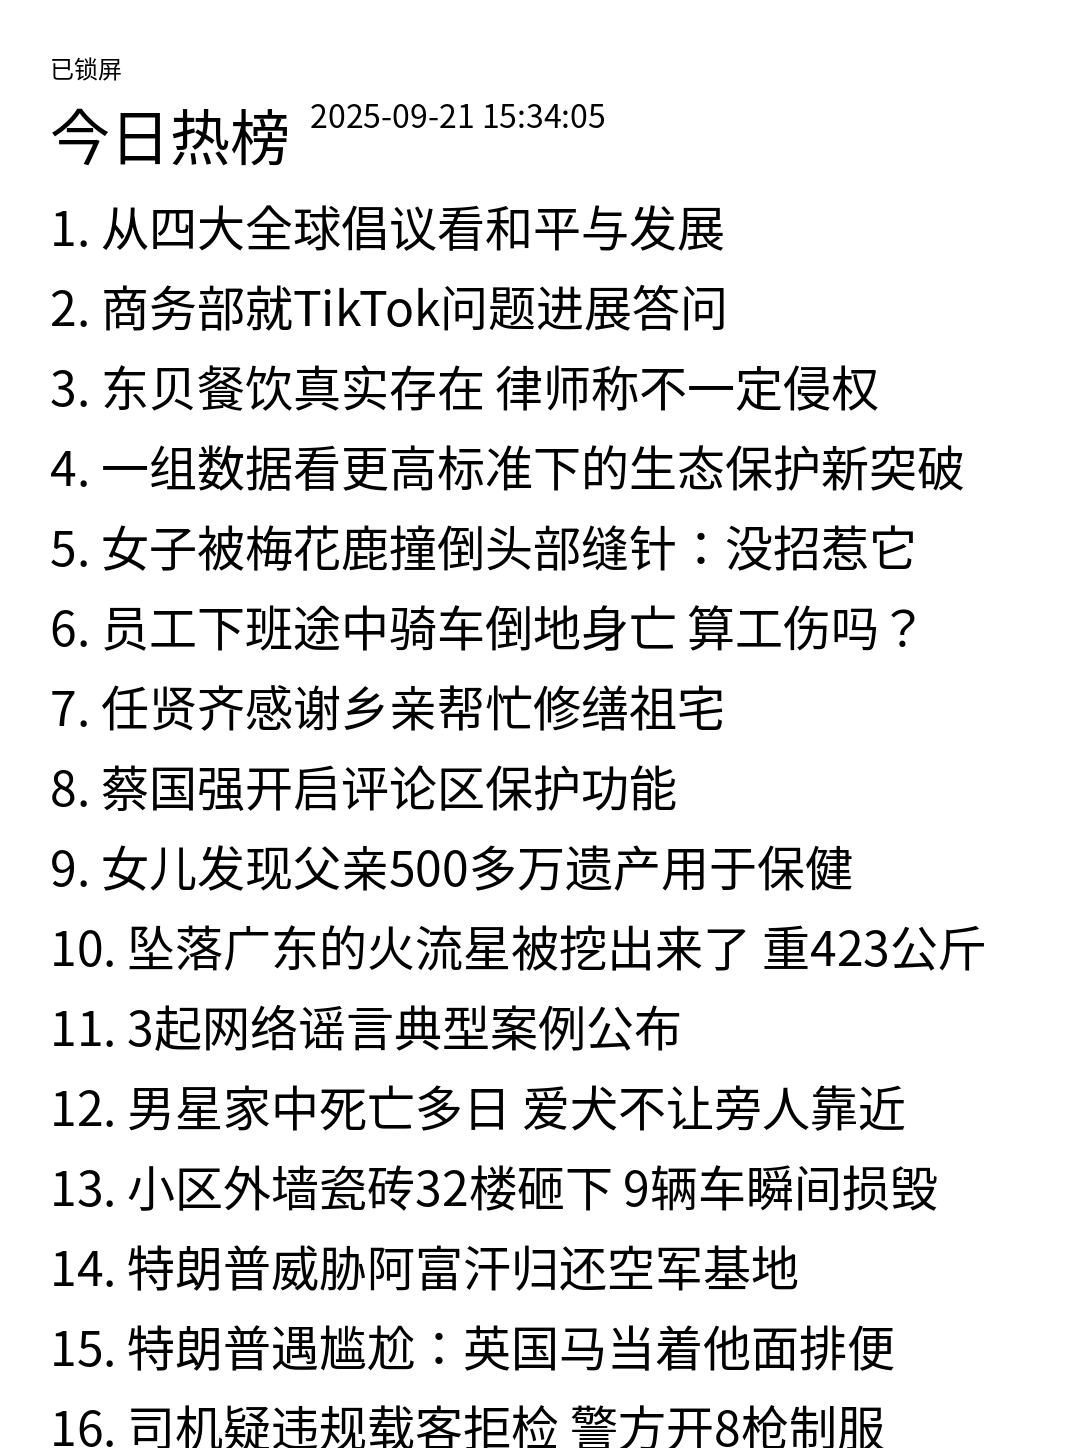 已锁屏
今日热榜 2025-09-21 15:34:05
1. 从四大全球倡议看和平与发展
2. 商务部就TikTok问题进展答问
3. 东贝餐饮真实存在 律师称不一定侵权
4. 一组数据看更高标准下的生态保护新突破
5. 女子被梅花鹿撞倒头部缝针：没招惹它
6. 员工下班途中骑车倒地身亡 算工伤吗？
7. 任贤齐感谢乡亲帮忙修缮祖宅
8. 蔡国强开启评论区保护功能
9. 女儿发现父亲500多万遗产用于保健
10. 坠落广东的火流星被挖出来了 重423公斤
11. 3起网络谣言典型案例公布
12. 男星家中死亡多日 爱犬不让旁人靠近
13. 小区外墙瓷砖32楼砸下 9辆车瞬间损毁
14. 特朗普威胁阿富汗归还空军基地
15. 特朗普遇尴尬：英国马当着他面排便
16. 司机疑违规载客拒检 警方开8枪制服